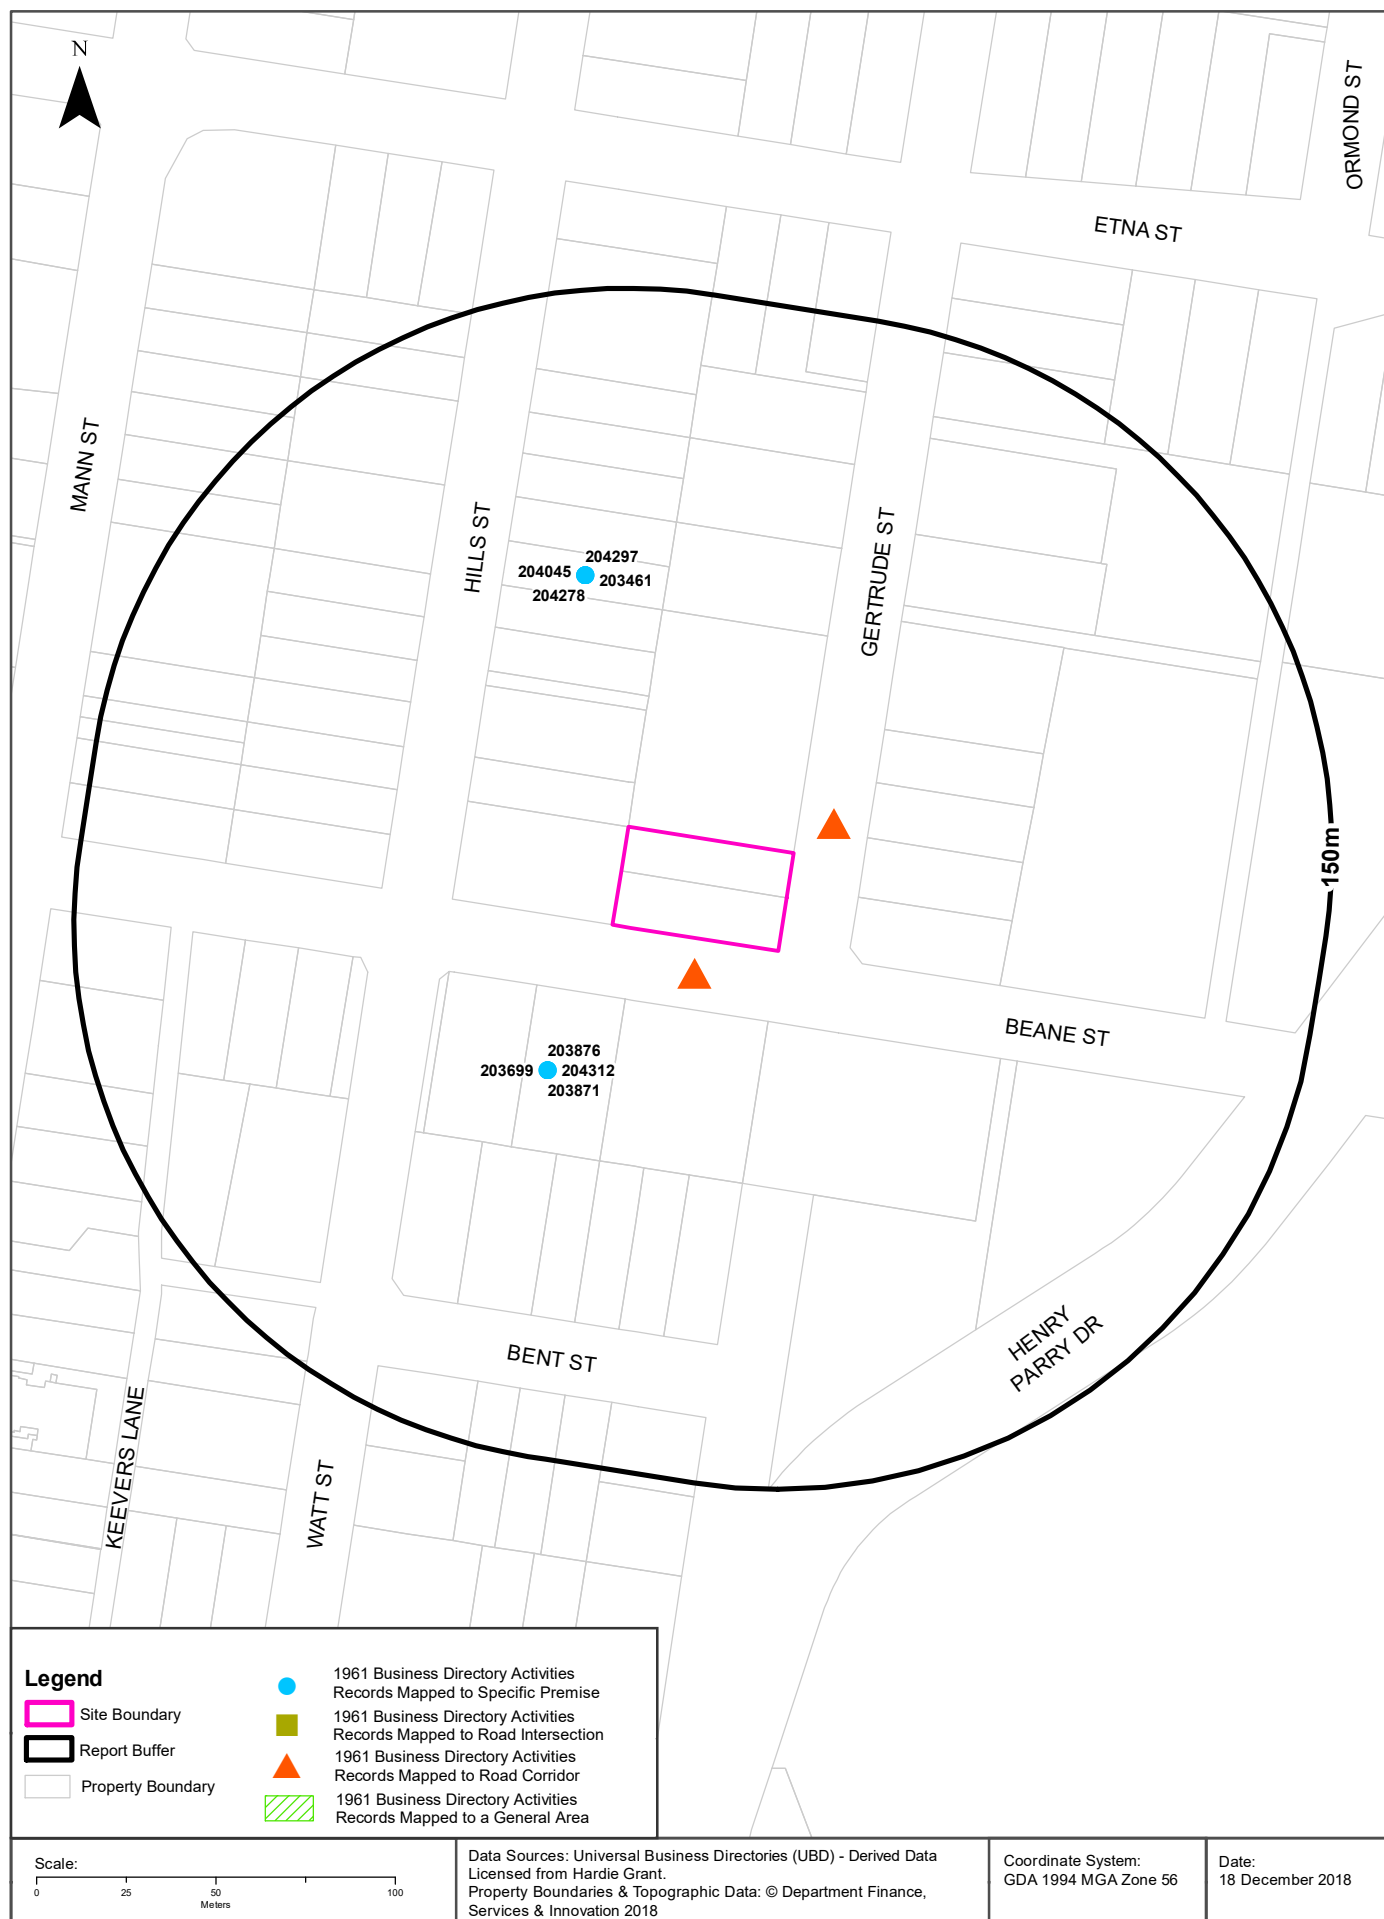 N
ORMOND ST
ETNA ST
MANN ST
HILLS ST
GERTRUDE ST
204297
204045
203461
204278
150m
BEANE ST
203876
203699
204312
203871
HENRY
PARRY DR
BENT ST
KEEVERS LANE
WATT ST
Legend
Site Boundary
Report Buffer
Property Boundary
1961 Business Directory Activities
Records Mapped to Specific Premise
1961 Business Directory Activities
Records Mapped to Road Intersection
1961 Business Directory Activities
Records Mapped to Road Corridor
1961 Business Directory Activities
Records Mapped to a General Area
Scale:
0 25 50 100
Meters
Data Sources: Universal Business Directories (UBD) - Derived Data
Licensed from Hardie Grant.
Property Boundaries & Topographic Data: © Department Finance,
Services & Innovation 2018
Coordinate System:
GDA 1994 MGA Zone 56
Date:
18 December 2018